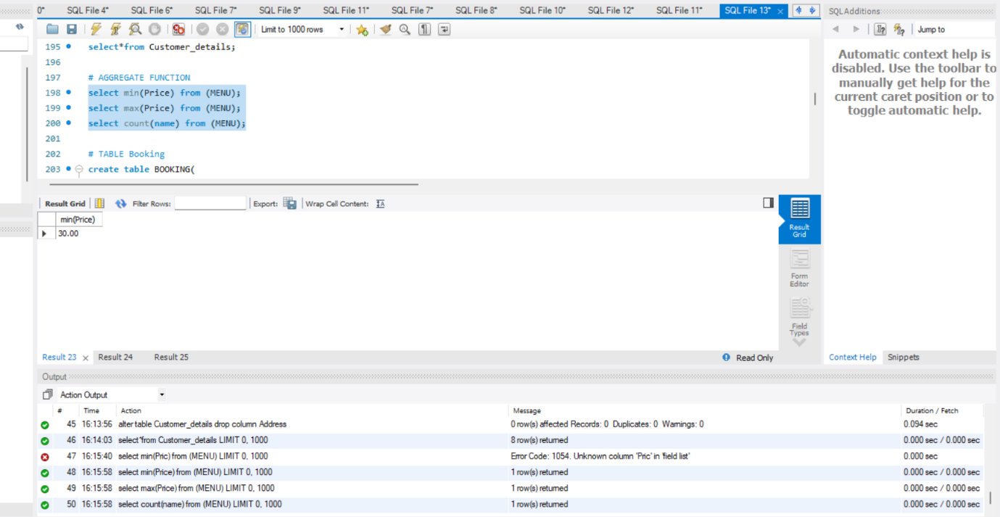 0* SQL File 4* SQL File 6* SQL File 7* SQL File 9* SQL File 11* SQL File 7* SQL File 8* SQL File 10* SQL File 12* SQL File 11* SQL File 13* ×
SQLAdditions
Limit to 1000 rows
Jump to
195 select*from Customer_details;
196
197 # AGGREGATE FUNCTION
198 select min(Price) from (MENU);
199 select max(Price) from (MENU);
200 select count(name) from (MENU);
201
202 # TABLE Booking
203 create table BOOKING(
Automatic context help is
disabled. Use the toolbar to
manually get help for the
current caret position or to
toggle automatic help.
Result Grid Filter Rows: Export: Wrap Cell Content:
min(Price)
30.00
Result
Grid
Form
Editor
Field
Types
Result 23 × Result 24 Result 25
Read Only
Context Help Snippets
Output
Action Output
# Time Action Message Duration / Fetch
45 16:13:56 alter table Customer_details drop column Address 0 row(s) affected Records: 0 Duplicates: 0 Warnings: 0 0.094 sec
46 16:14:03 select*from Customer_details LIMIT 0, 1000 8 row(s) returned 0.000 sec / 0.000 sec
47 16:15:40 select min(Pric) from (MENU) LIMIT 0, 1000 Error Code: 1054. Unknown column 'Pric' in 'field list' 0.000 sec
48 16:15:58 select min(Price) from (MENU) LIMIT 0, 1000 1 row(s) returned 0.000 sec / 0.000 sec
49 16:15:58 select max(Price) from (MENU) LIMIT 0, 1000 1 row(s) returned 0.000 sec / 0.000 sec
50 16:15:58 select count(name) from (MENU) LIMIT 0, 1000 1 row(s) returned 0.000 sec / 0.000 sec